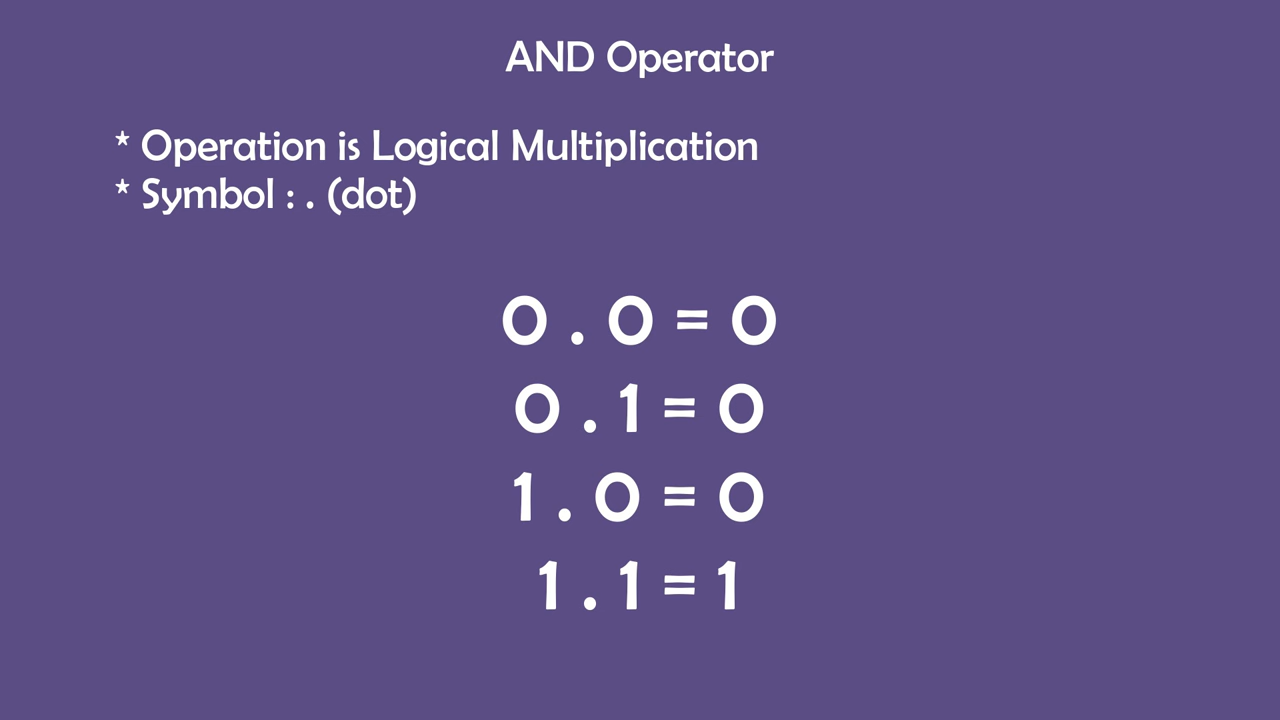 AND Operator
* Operation is Logical Multiplication
* Symbol : . (dot)
0 . 0 = 0
0 . 1 = 0
1 . 0 = 0
1 . 1 = 1